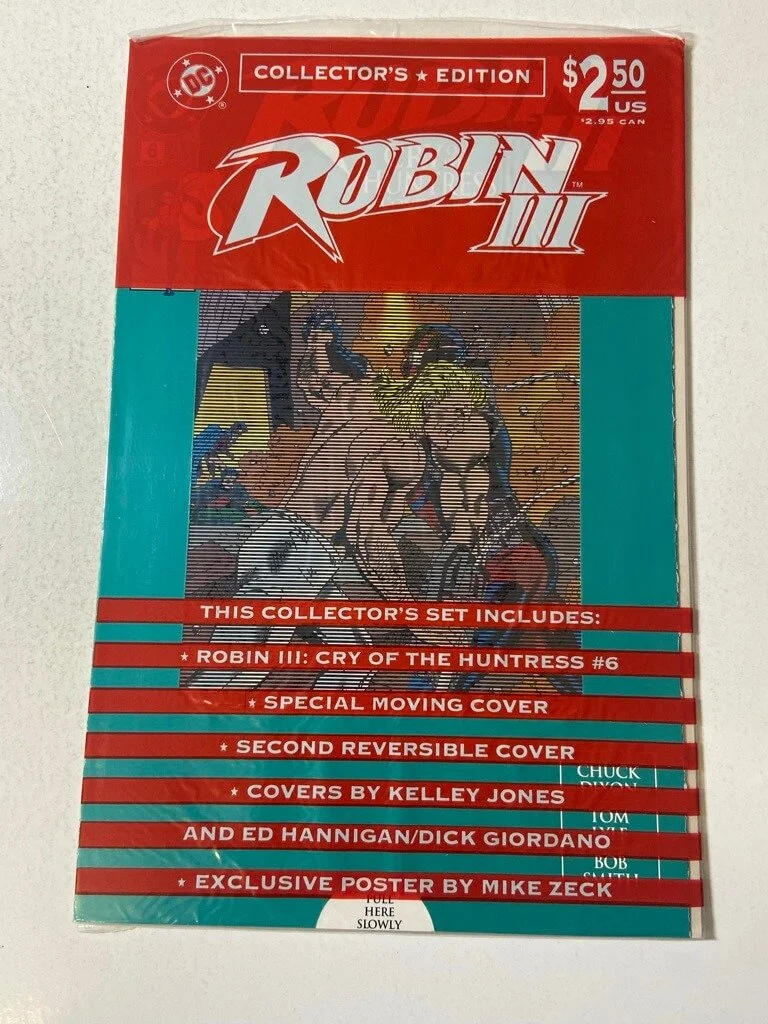 DC
COLLECTOR'S ★ EDITION
$2.50
US
$2.95 CAN
ROBIN
III
™
®
THIS COLLECTOR'S SET INCLUDES:
★ ROBIN III: CRY OF THE HUNTRESS #6
★ SPECIAL MOVING COVER
★ SECOND REVERSIBLE COVER
★ COVERS BY KELLEY JONES
AND ED HANNIGAN/DICK GIORDANO
★ EXCLUSIVE POSTER BY MIKE ZECK
CHUCK
DIXON
TOM
LYLE
BOB
SMITH
PULL
HERE
SLOWLY